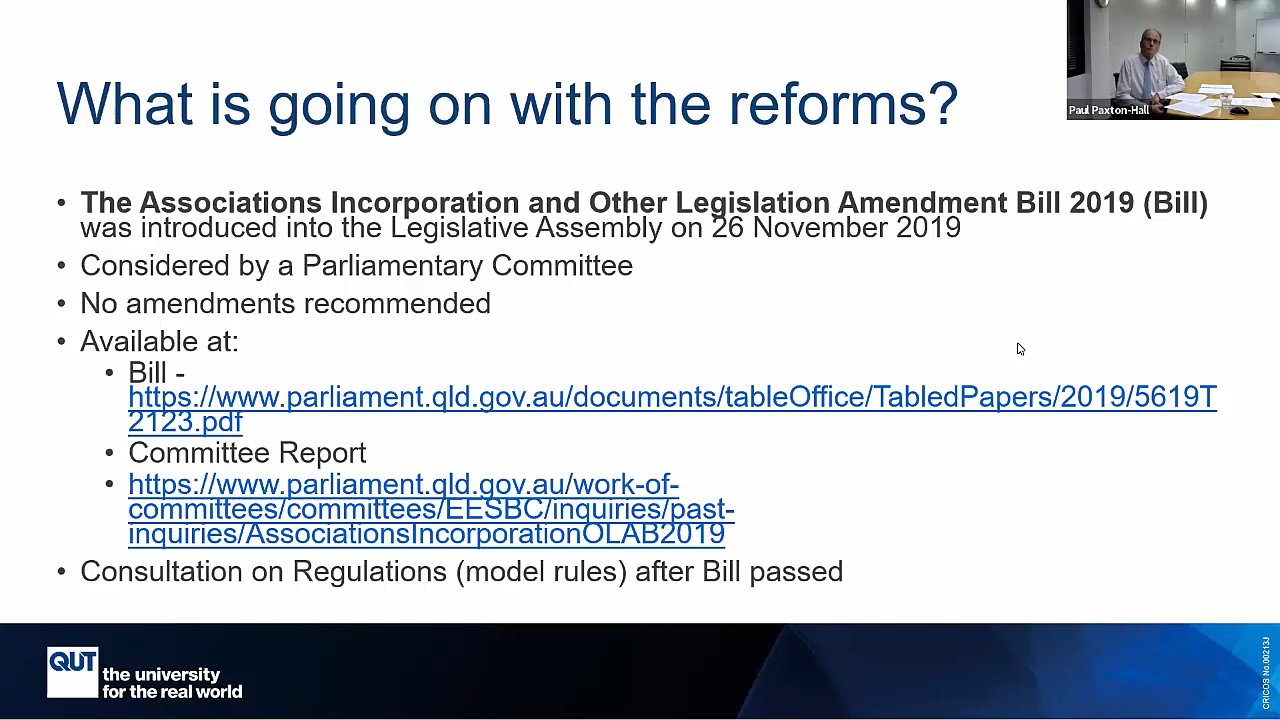 What is going on with the reforms?
Paul Paxton-Hall
• The Associations Incorporation and Other Legislation Amendment Bill 2019 (Bill)
was introduced into the Legislative Assembly on 26 November 2019
• Considered by a Parliamentary Committee
• No amendments recommended
• Available at:
• Bill -
https://www.parliament.qld.gov.au/documents/tableOffice/TabledPapers/2019/5619T
2123.pdf
• Committee Report
• https://www.parliament.qld.gov.au/work-of-
committees/committees/EESBC/inquiries/past-
inquiries/AssociationsIncorporationOLAB2019
• Consultation on Regulations (model rules) after Bill passed
QUT
the university
for the real world
CRICOS No.00213J